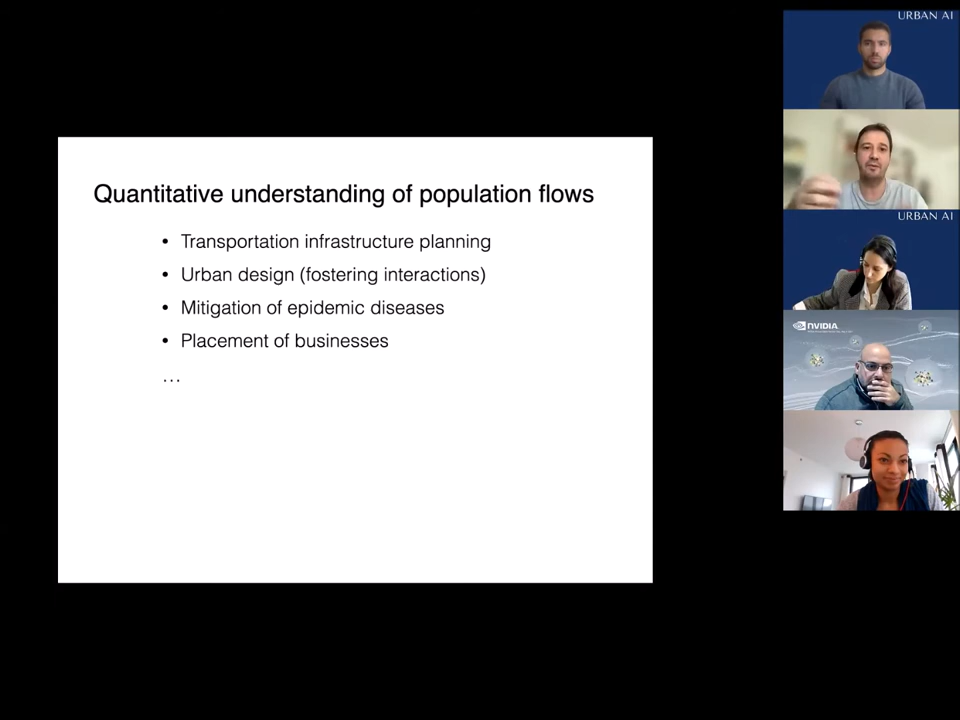 URBAN AI
Quantitative understanding of population flows
• Transportation infrastructure planning
• Urban design (fostering interactions)
• Mitigation of epidemic diseases
• Placement of businesses
…
URBAN AI
NVIDIA